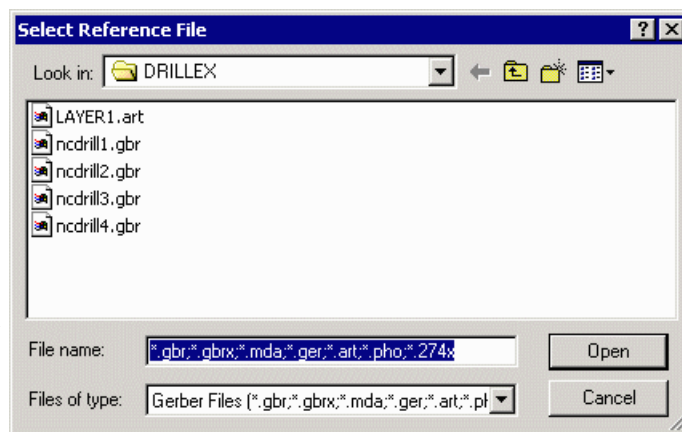 Select Reference File
Look in: DRILLEX
LAYER1.art
ncdrill1.gbr
ncdrill2.gbr
ncdrill3.gbr
ncdrill4.gbr
File name: *.gbr;*.gbrx;*.mda;*.ger;*.art;*.pho;*.274x Open
Files of type: Gerber Files (*.gbr;*.gbrx;*.mda;*.ger;*.art;*.pl Cancel